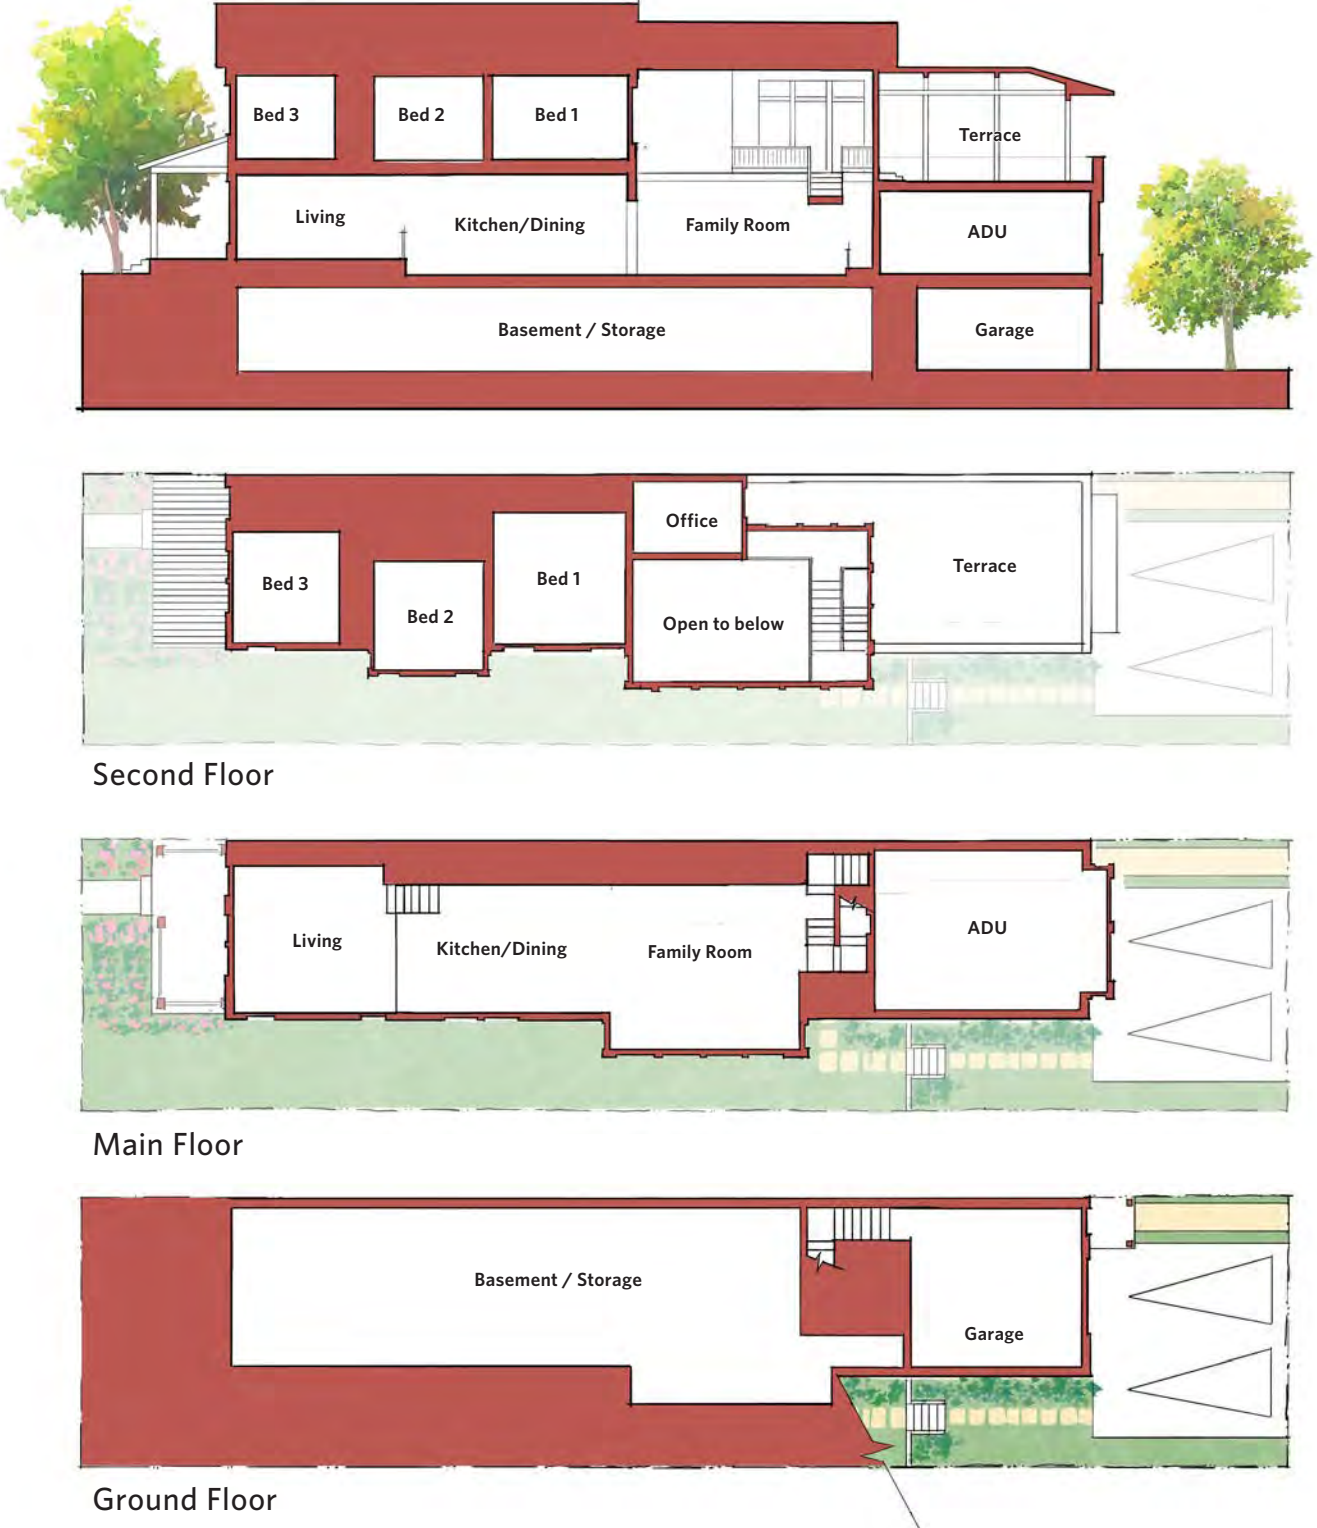 Bed 3
Bed 2
Bed 1
Terrace
Living
Kitchen/Dining
Family Room
ADU
Basement / Storage
Garage
Office
Bed 3
Bed 2
Bed 1
Open to below
Terrace
Second Floor
Living
Kitchen/Dining
Family Room
ADU
Main Floor
Basement / Storage
Garage
Ground Floor